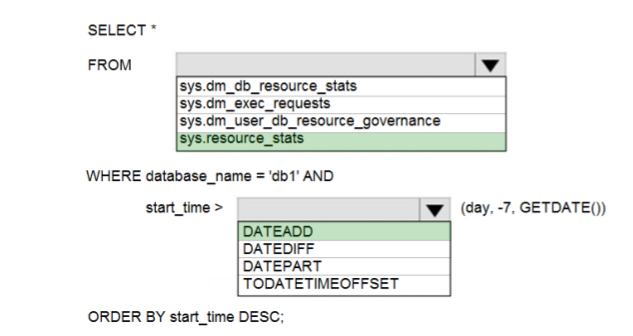 SELECT *
FROM
sys.dm_db_resource_stats
sys.dm_exec_requests
sys.dm_user_db_resource_governance
sys.resource_stats
WHERE database_name = 'db1' AND
start_time > (day, -7, GETDATE())
DATEADD
DATEDIFF
DATEPART
TODATETIMEOFFSET
ORDER BY start_time DESC;